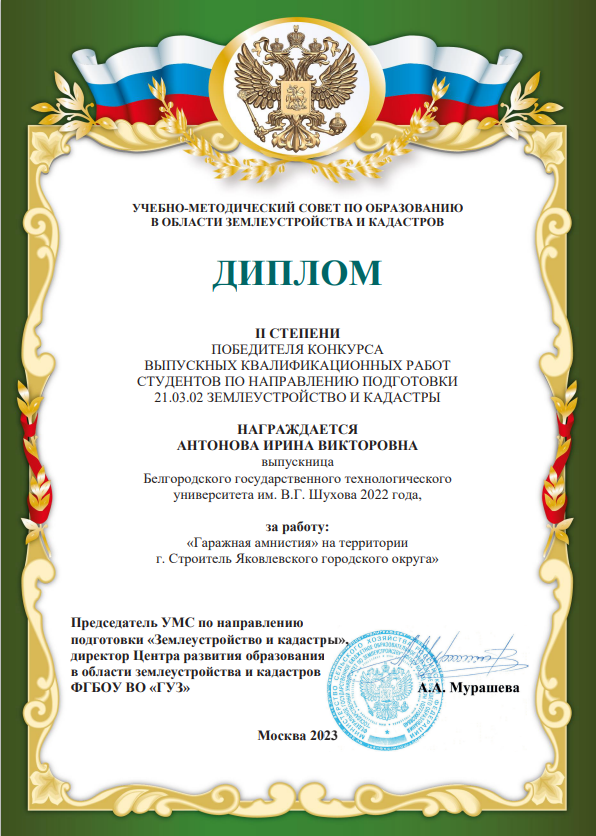 УЧЕБНО-МЕТОДИЧЕСКИЙ СОВЕТ ПО ОБРАЗОВАНИЮ
В ОБЛАСТИ ЗЕМЛЕУСТРОЙСТВА И КАДАСТРОВ
ДИПЛОМ
II СТЕПЕНИ
ПОБЕДИТЕЛЯ КОНКУРСА
ВЫПУСКНЫХ КВАЛИФИКАЦИОННЫХ РАБОТ
СТУДЕНТОВ ПО НАПРАВЛЕНИЮ ПОДГОТОВКИ
21.03.02 ЗЕМЛЕУСТРОЙСТВО И КАДАСТРЫ
НАГРАЖДАЕТСЯ
АНТОНОВА ИРИНА ВИКТОРОВНА
выпускница
Белгородского государственного технологического
университета им. В.Г. Шухова 2022 года,
за работу:
«Гаражная амнистия» на территории
г. Строитель Яковлевского городского округа»
Председатель УМС по направлению
подготовки «Землеустройство и кадастры»,
директор Центра развития образования
в области землеустройства и кадастров
ФГБОУ ВО «ГУЗ»
А.А. Мурашева
Москва 2023